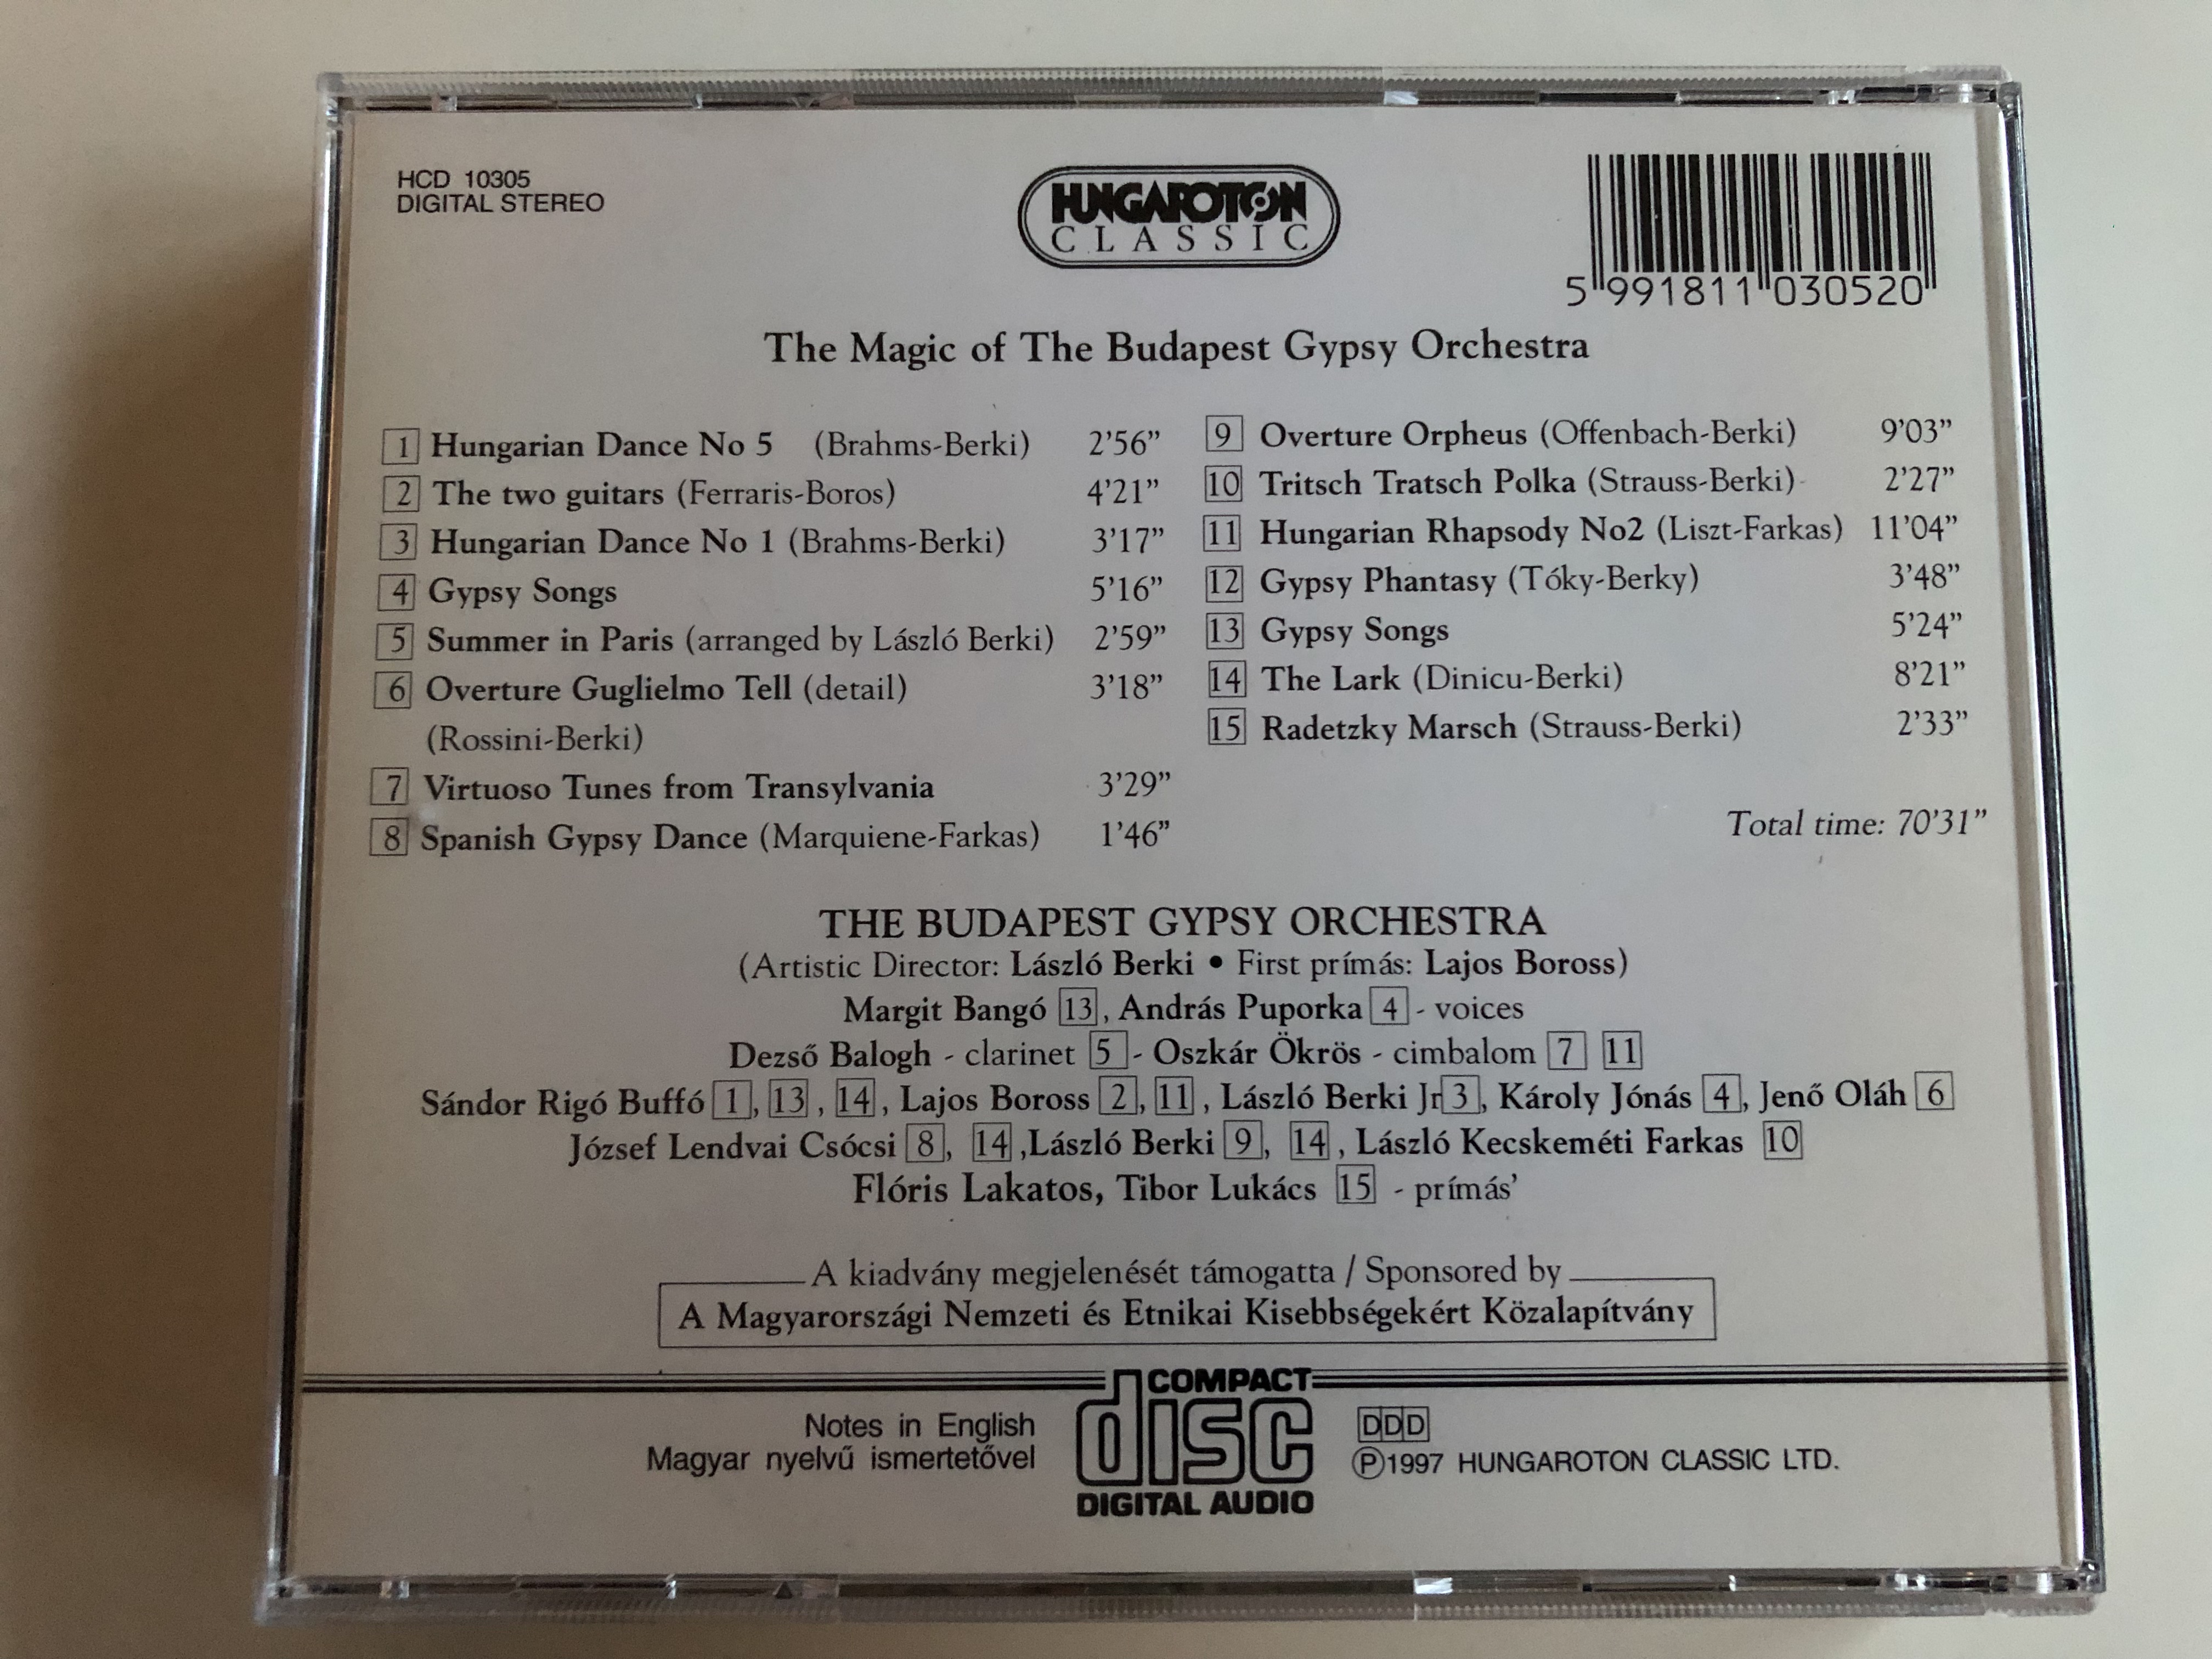 HCD 10305
DIGITAL STEREO
HUNGAROTON
CLASSIC
5 991811 030520
The Magic of The Budapest Gypsy Orchestra
1 Hungarian Dance No 5 (Brahms-Berki) 2'56”
2 The two guitars (Ferraris-Boros) 4'21”
3 Hungarian Dance No 1 (Brahms-Berki) 3'17”
4 Gypsy Songs 5'16”
5 Summer in Paris (arranged by László Berki) 2'59”
6 Overture Guglielmo Tell (detail) 3'18”
(Rossini-Berki)
7 Virtuoso Tunes from Transylvania 3'29”
8 Spanish Gypsy Dance (Marquiene-Farkas) 1'46”
9 Overture Orpheus (Offenbach-Berki) 9'03”
10 Tritsch Tratsch Polka (Strauss-Berki) 2'27”
11 Hungarian Rhapsody No2 (Liszt-Farkas) 11'04”
12 Gypsy Phantasy (Tóky-Berky) 3'48”
13 Gypsy Songs 5'24”
14 The Lark (Dinicu-Berki) 8'21”
15 Radetzky Marsch (Strauss-Berki) 2'33”
Total time: 70'31”
THE BUDAPEST GYPSY ORCHESTRA
(Artistic Director: László Berki • First prímás: Lajos Boross)
Margit Bangó 13, András Puporka 4 - voices
Dezső Balogh - clarinet 5 - Oszkár Ökrös - cimbalom 7 11
Sándor Rigó Buffó 1, 13, 14, Lajos Boross 2, 11, László Berki Jr 3, Károly Jónás 4, Jenő Oláh 6
József Lendvai Csócsi 8, 14, László Berki 9, 14, László Kecskeméti Farkas 10
Flóris Lakatos, Tibor Lukács 15 - prímás'
A kiadvány megjelenését támogatta / Sponsored by
A Magyarországi Nemzeti és Etnikai Kisebbségekért Közalapítvány
COMPACT
disc
DIGITAL AUDIO
Notes in English
Magyar nyelvű ismertetővel
DDD
Ⓟ1997 HUNGAROTON CLASSIC LTD.